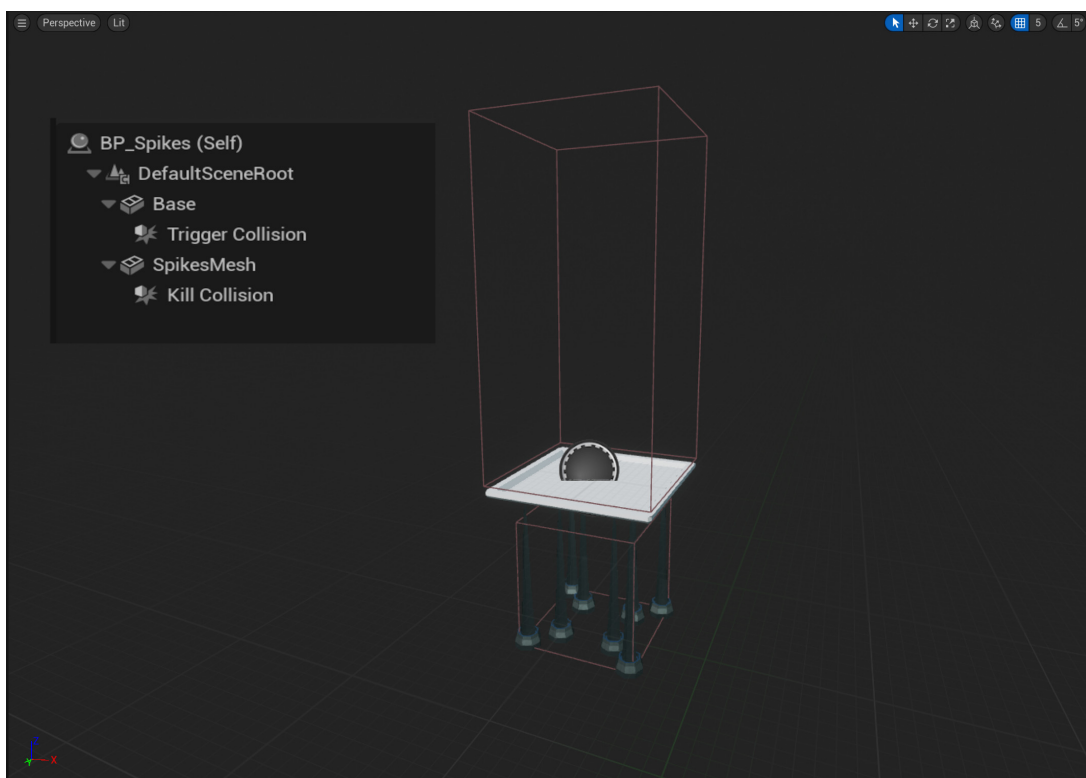 Perspective Lit 5 5°
BP_Spikes (Self)
DefaultSceneRoot
Base
Trigger Collision
SpikesMesh
Kill Collision
X